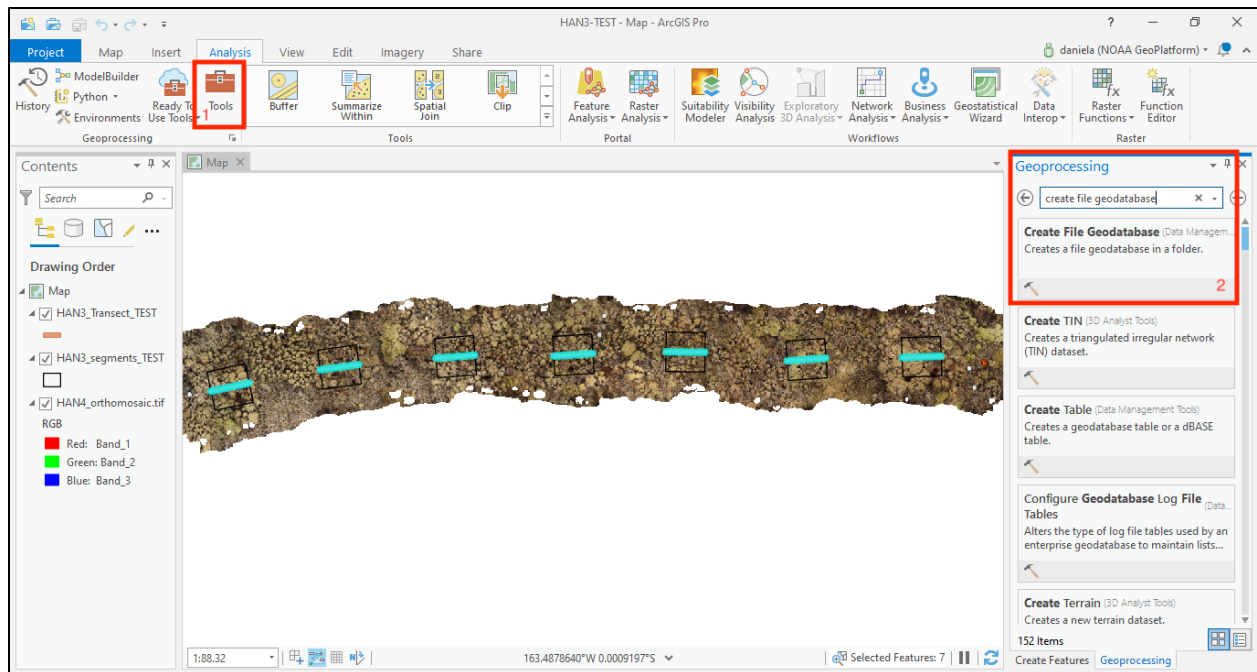 HAN3-TEST - Map - ArcGIS Pro
?
Project Map Insert Analysis View Edit Imagery Share
daniela (NOAA GeoPlatform)
History
ModelBuilder
Python
Environments
Ready To
Use Tools
Tools
1
Buffer
Summarize
Within
Spatial
Join
Clip
Feature
Analysis
Raster
Analysis
Suitability
Modeler
Visibility
Analysis
Exploratory
3D Analysis
Network
Analysis
Business
Analysis
Geostatistical
Wizard
Data
Interop
Raster
Functions
Function
Editor
Geoprocessing
Tools
Portal
Workflows
Raster
Contents
Search
Drawing Order
Map
HAN3_Transect_TEST
HAN3_segments_TEST
HAN4_orthomosaic.tif
RGB
Red: Band_1
Green: Band_2
Blue: Band_3
Map
1:88.32
163.4878640°W 0.0009197°S
Selected Features: 7
Geoprocessing
create file geodatabase
Create File Geodatabase (Data Managem...
Creates a file geodatabase in a folder.
2
Create TIN (3D Analyst Tools)
Creates a triangulated irregular network
(TIN) dataset.
Create Table (Data Management Tools)
Creates a geodatabase table or a dBASE
table.
Configure Geodatabase Log File (Data...
Tables
Alters the type of log file tables used by an
enterprise geodatabase to maintain lists...
Create Terrain (3D Analyst Tools)
Creates a new terrain dataset.
152 Items
Create Features Geoprocessing